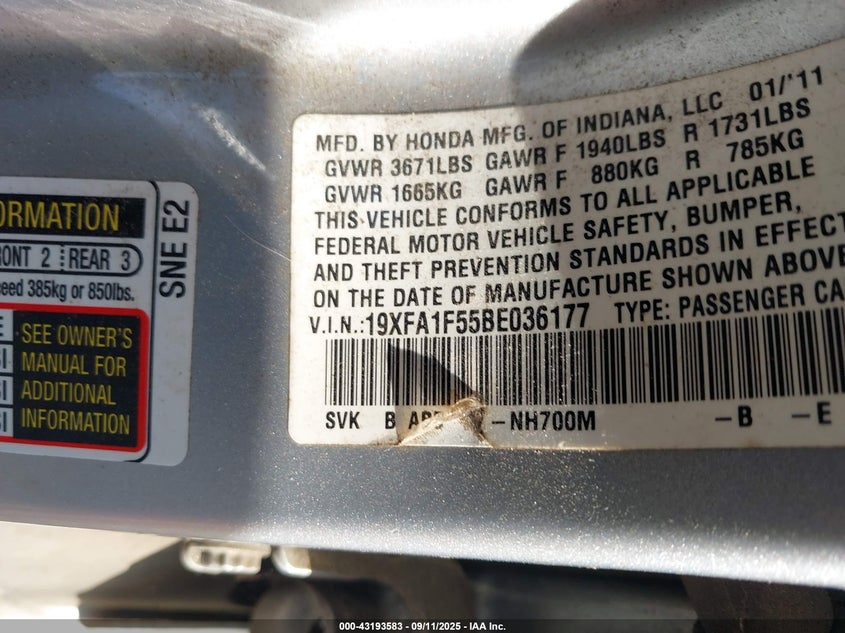 ORMATION
RONT 2 REAR 3
eed 385kg or 850lbs.
E
SI
SI
SI
SEE OWNER'S
MANUAL FOR
ADDITIONAL
INFORMATION
SNE E2
MFD. BY HONDA MFG. OF INDIANA, LLC 01/'11
GVWR 3671LBS GAWR F 1940LBS R 1731LBS
GVWR 1665KG GAWR F 880KG R 785KG
THIS VEHICLE CONFORMS TO ALL APPLICABLE
FEDERAL MOTOR VEHICLE SAFETY, BUMPER,
AND THEFT PREVENTION STANDARDS IN EFFECT
ON THE DATE OF MANUFACTURE SHOWN ABOVE
V.I.N.:19XFA1F55BE036177 TYPE: PASSENGER CA
SVK B -NH700M -B -E
000-43193583 - 09/11/2025 - IAA Inc.